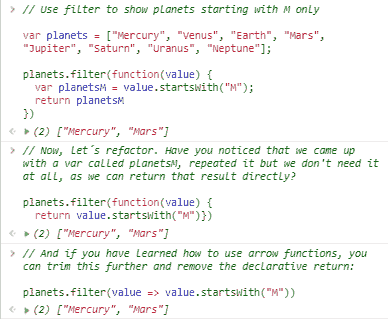 // Use filter to show planets starting with M only
var planets = ["Mercury", "Venus", "Earth", "Mars",
"Jupiter", "Saturn", "Uranus", "Neptune"];
planets.filter(function(value) {
var planetsM = value.startsWith("M");
return planetsM
})
(2) ["Mercury", "Mars"]
// Now, let´s refactor. Have you noticed that we came up
with a var called planetsM, repeated it but we don't need it
at all, as we can return that result directly?
planets.filter(function(value) {
return value.startsWith("M")})
(2) ["Mercury", "Mars"]
// And if you have learned how to use arrow functions, you
can trim this further and remove the declarative return:
planets.filter(value => value.startsWith("M"))
(2) ["Mercury", "Mars"]